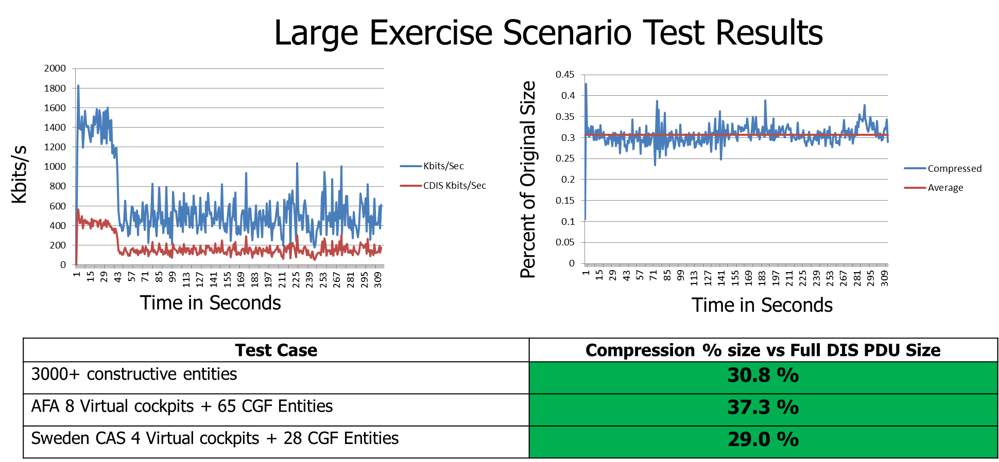 Large Exercise Scenario Test Results
Kbits/s
2000
1800
1600
1400
1200
1000
800
600
400
200
0
1 15 29 43 57 71 85 99 113 127 141 155 169 183 197 211 225 239 253 267 281 295 309
Time in Seconds
Kbits/Sec
CDIS Kbits/Sec
Percent of Original Size
0.45
0.4
0.35
0.3
0.25
0.2
0.15
0.1
0.05
0
1 15 29 43 57 71 85 99 113 127 141 155 169 183 197 211 225 239 253 267 281 295 309
Time in Seconds
Compressed
Average
Test Case Compression % size vs Full DIS PDU Size
3000+ constructive entities 30.8 %
AFA 8 Virtual cockpits + 65 CGF Entities 37.3 %
Sweden CAS 4 Virtual cockpits + 28 CGF Entities 29.0 %